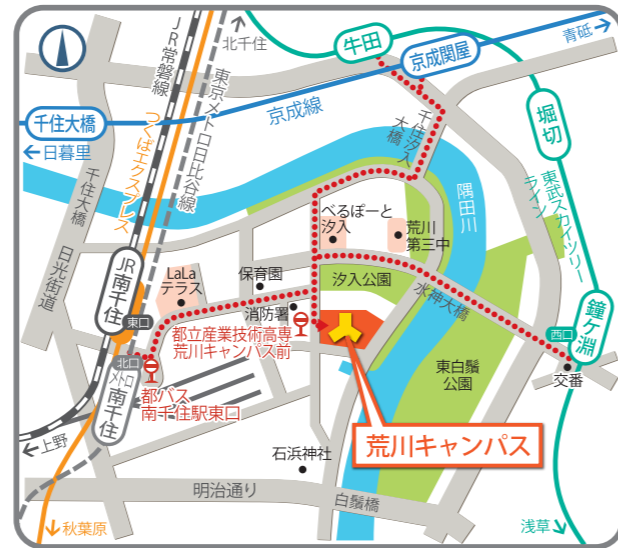 北千住
JR常磐線
つくばエクスプレス
東京メトロ日比谷線
牛田
京成関屋
青砥
千住大橋
京成線
日暮里
千住汐入
大橋
堀切
東武スカイツリー
ライン
隅田川
千住大橋
日光街道
べるぽーと
汐入
荒川
第三中
JR南千住
東口
LaLa
テラス
保育園
汐入公園
水神大橋
鐘ヶ淵
西口
消防署
都立産業技術高専
荒川キャンパス前
北口
メトロ
南千住
都バス
南千住駅東口
東白鬚
公園
交番
荒川キャンパス
上野
石浜神社
明治通り
白鬚橋
秋葉原
浅草